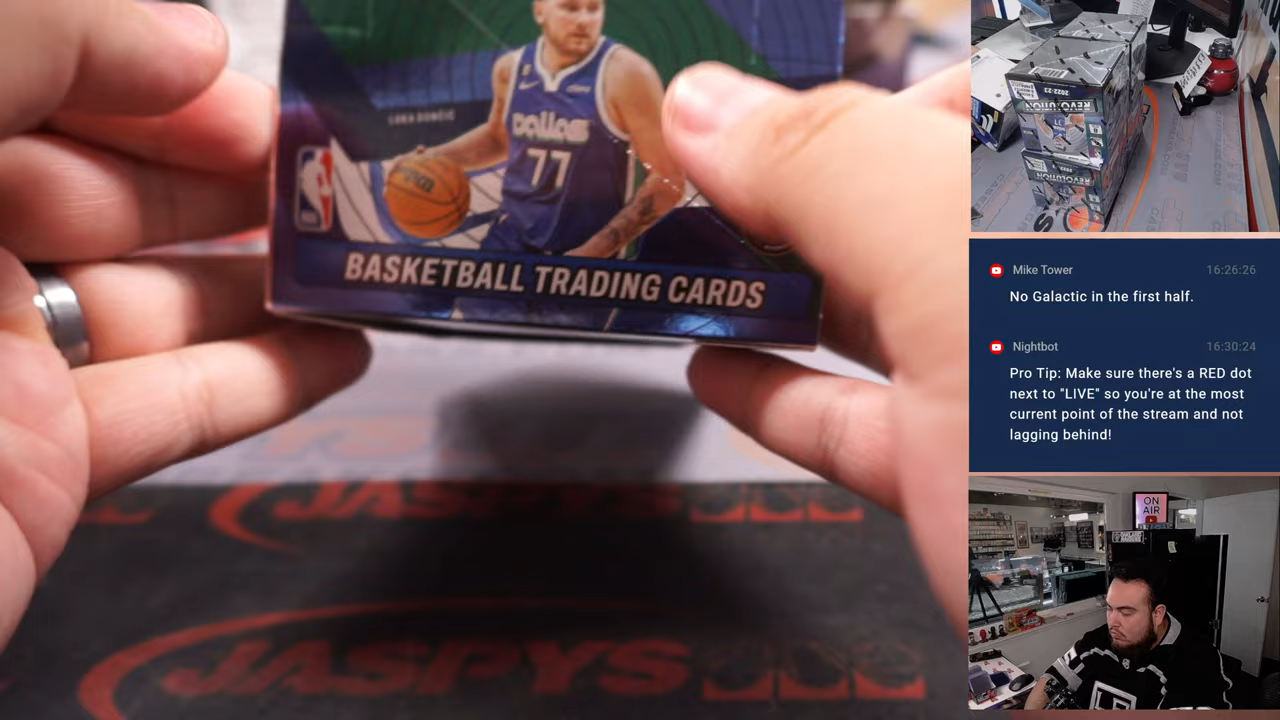 LUKA DONČIĆ
DALLAS
77
BASKETBALL TRADING CARDS
JASPYS
JASPYS
2022-23
REVOLUTION
REVOLUTION
Mike Tower 16:26:26
No Galactic in the first half.
Nightbot 16:30:24
Pro Tip: Make sure there's a RED dot
next to "LIVE" so you're at the most
current point of the stream and not
lagging behind!
ON
AIR